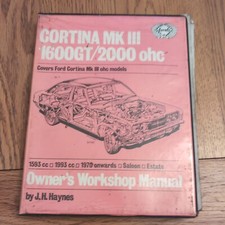 CORTINA MK III
1600GT/2000 ohc
Covers Ford Cortina Mk III ohc models
1593 cc □ 1993 cc □ 1970 onwards □ Saloon □ Estate
Owner's Workshop Manual
by J.H. Haynes